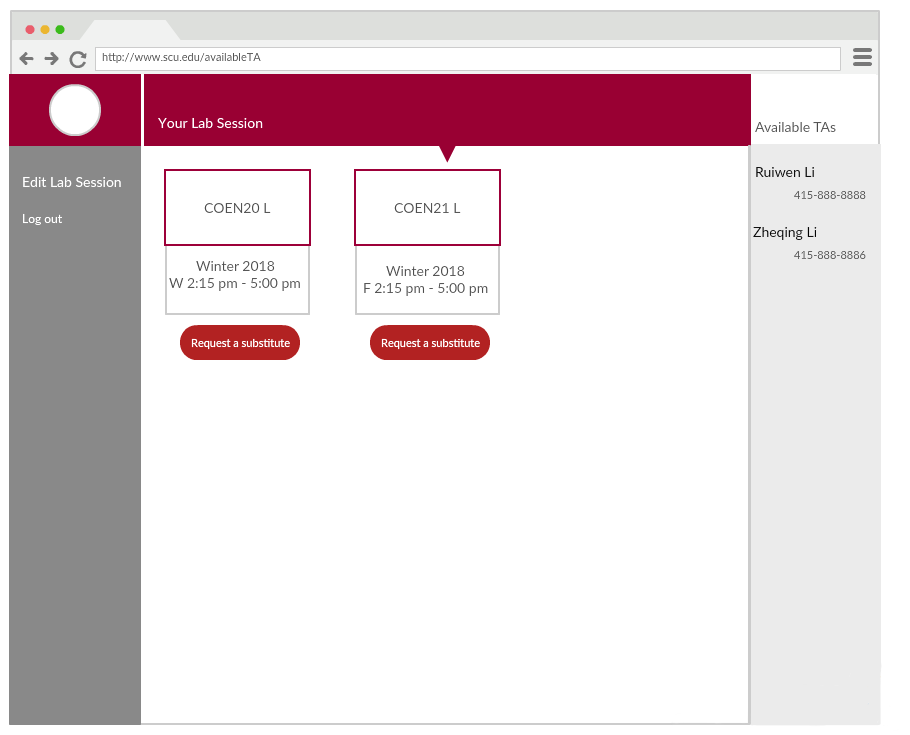 http://www.scu.edu/availableTA
Your Lab Session
Available TAs
Edit Lab Session
Log out
COEN20 L
Winter 2018
W 2:15 pm - 5:00 pm
Request a substitute
COEN21 L
Winter 2018
F 2:15 pm - 5:00 pm
Request a substitute
Ruiwen Li
415-888-8888
Zheqing Li
415-888-8886